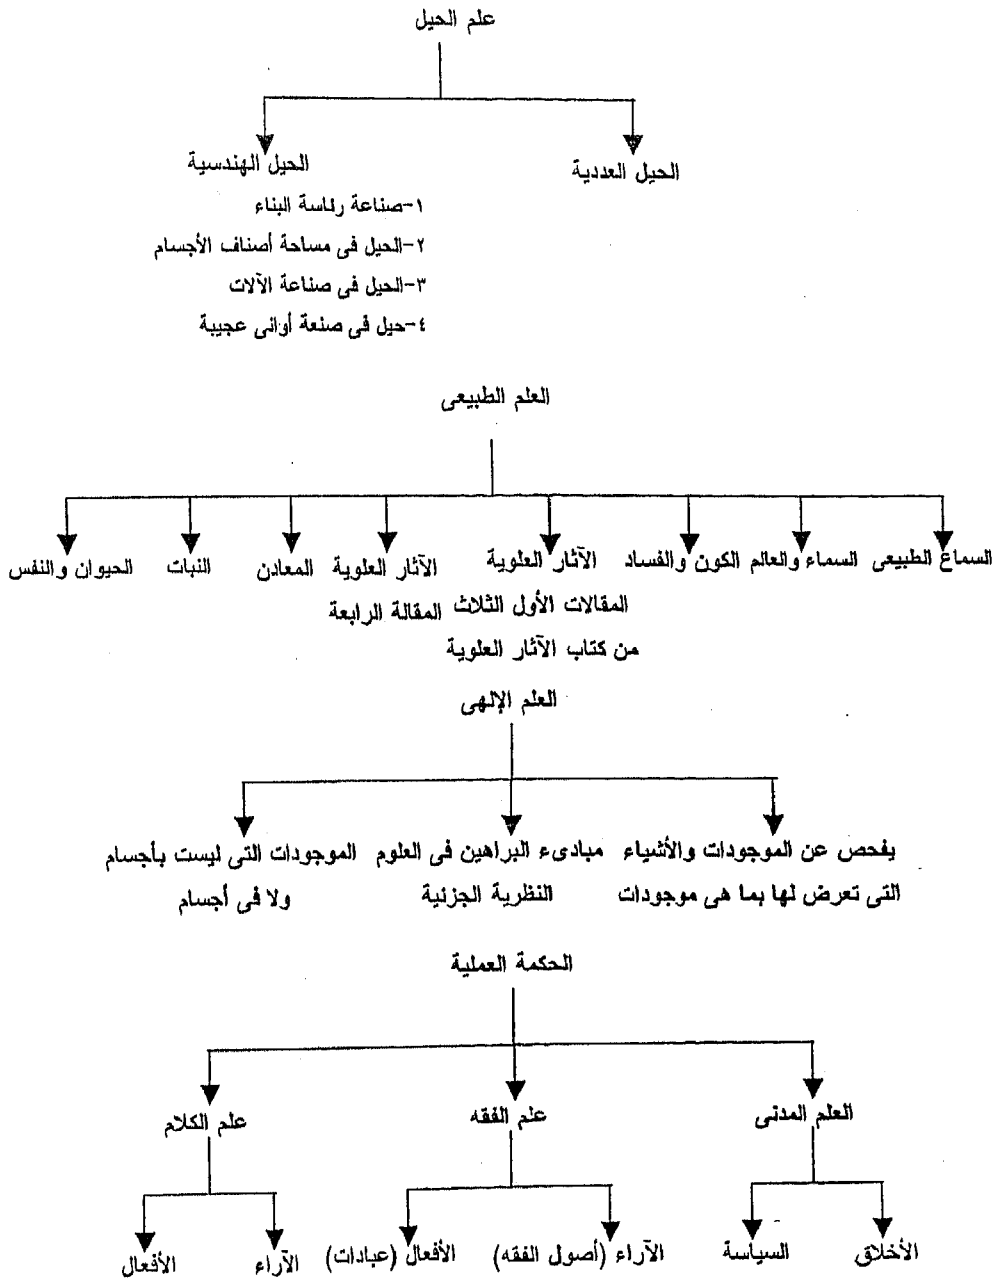 علم الحيل
الحيل العددية
الحيل الهندسية
١-صناعة رئاسة البناء
٢-الحيل فى مساحة أصناف الأجسام
٣-الحيل فى صناعة الآلات
٤-حيل فى صنعة أوانى عجيبة
العلم الطبيعى
السماع الطبيعى السماء والعالم الكون والفساد الآثار العلوية الآثار العلوية المعادن النبات الحيوان والنفس
المقالات الأول الثلاث المقالة الرابعة
من كتاب الآثار العلوية
العلم الإلهى
يفحص عن الموجودات والأشياء مبادىء البراهين فى العلوم الموجودات التى ليست بأجسام
التى تعرض لها بما هى موجودات النظرية الجزئية ولا فى أجسام
الحكمة العملية
العلم المدنى علم الفقه علم الكلام
الأخلاق السياسة الآراء (أصول الفقه) الأفعال (عبادات) الآراء الأفعال